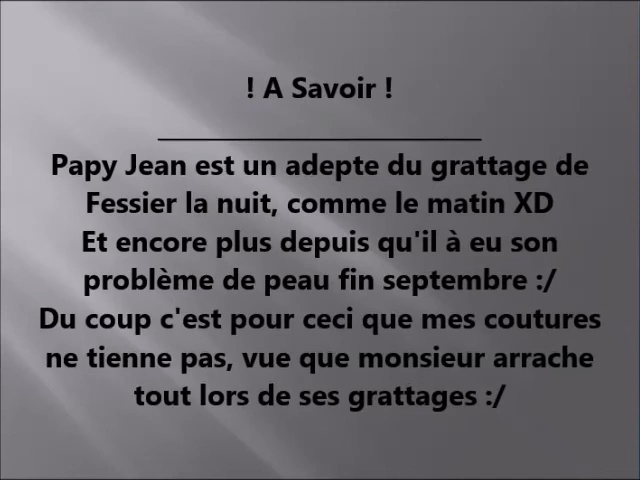 ! A Savoir !
Papy Jean est un adepte du grattage de
Fessier la nuit, comme le matin XD
Et encore plus depuis qu'il à eu son
problème de peau fin septembre :/
Du coup c'est pour ceci que mes coutures
ne tienne pas, vue que monsieur arrache
tout lors de ses grattages :/